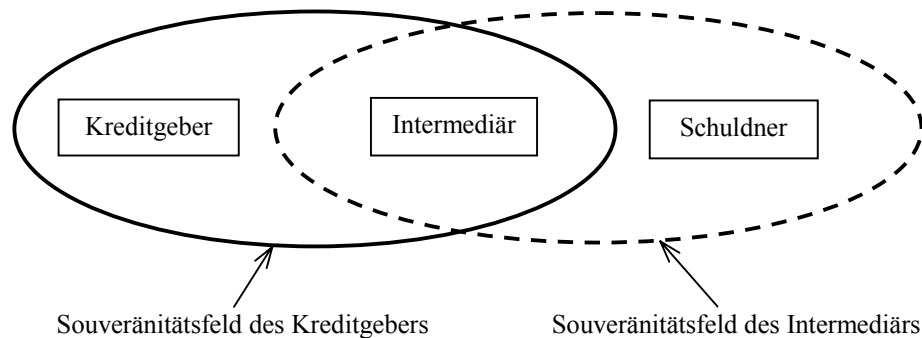 Kreditgeber
Intermediär
Schuldner
Souveränitätsfeld des Kreditgebers
Souveränitätsfeld des Intermediärs